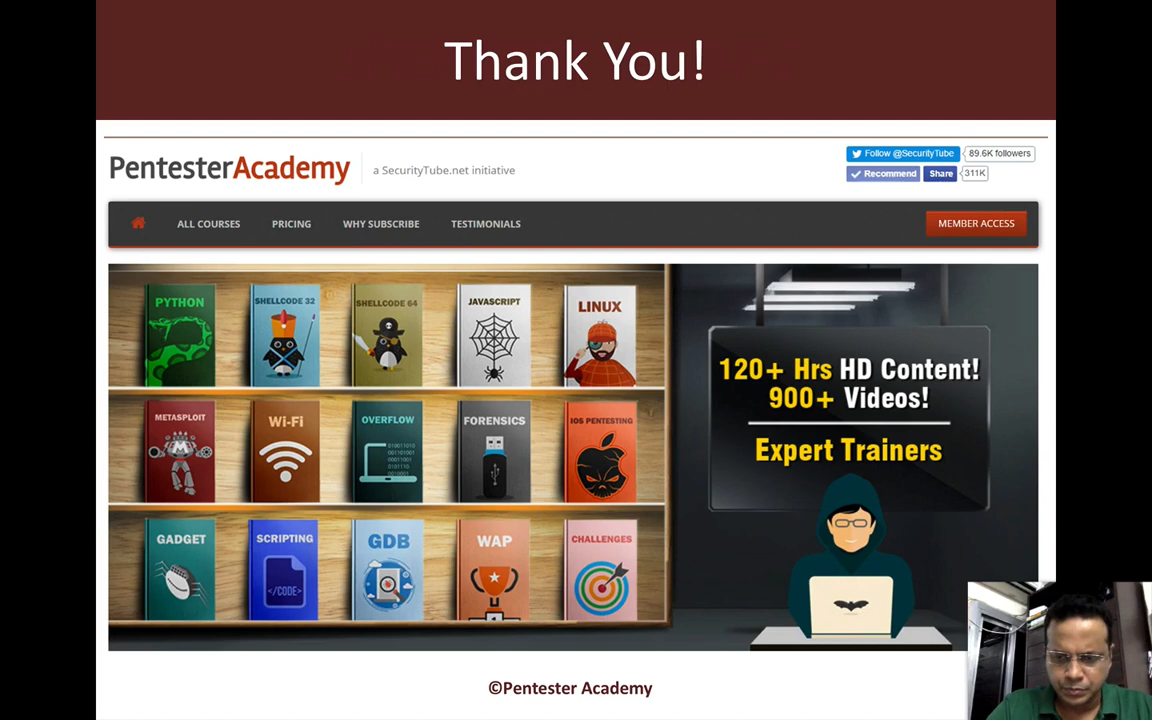 Thank You!
PentesterAcademy
a SecurityTube.net initiative
Follow @SecurityTube
89.6K followers
Recommend
Share
311K
ALL COURSES
PRICING
WHY SUBSCRIBE
TESTIMONIALS
MEMBER ACCESS
PYTHON
SHELLCODE 32
SHELLCODE 64
JAVASCRIPT
LINUX
120+ Hrs HD Content!
900+ Videos!
Expert Trainers
METASPLOIT
M
Wi-Fi
OVERFLOW
FORENSICS
IOS PENTESTING
GADGET
SCRIPTING
</CODE>
GDB
WAP
1
CHALLENGES
©Pentester Academy